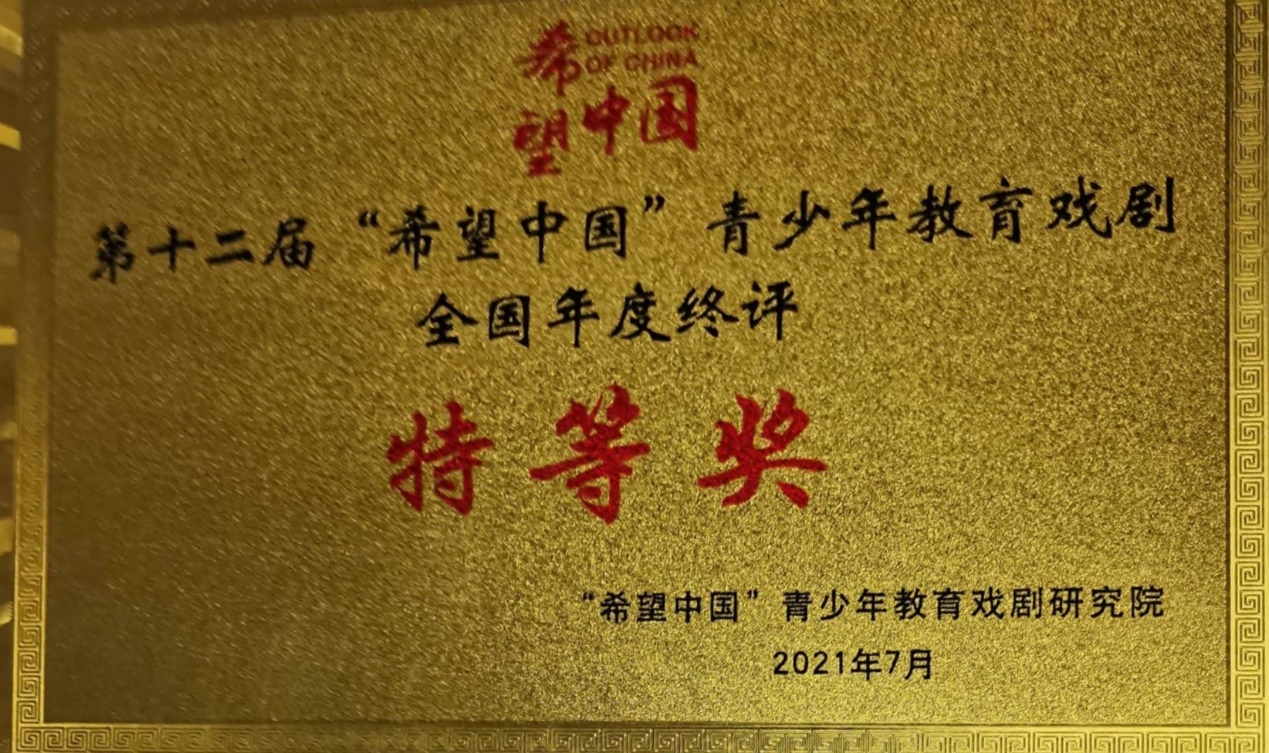 希 OUTLOOK
OF CHINA
望中国
第十二届“希望中国”青少年教育戏剧
全国年度终评
特等奖
“希望中国”青少年教育戏剧研究院
2021年7月